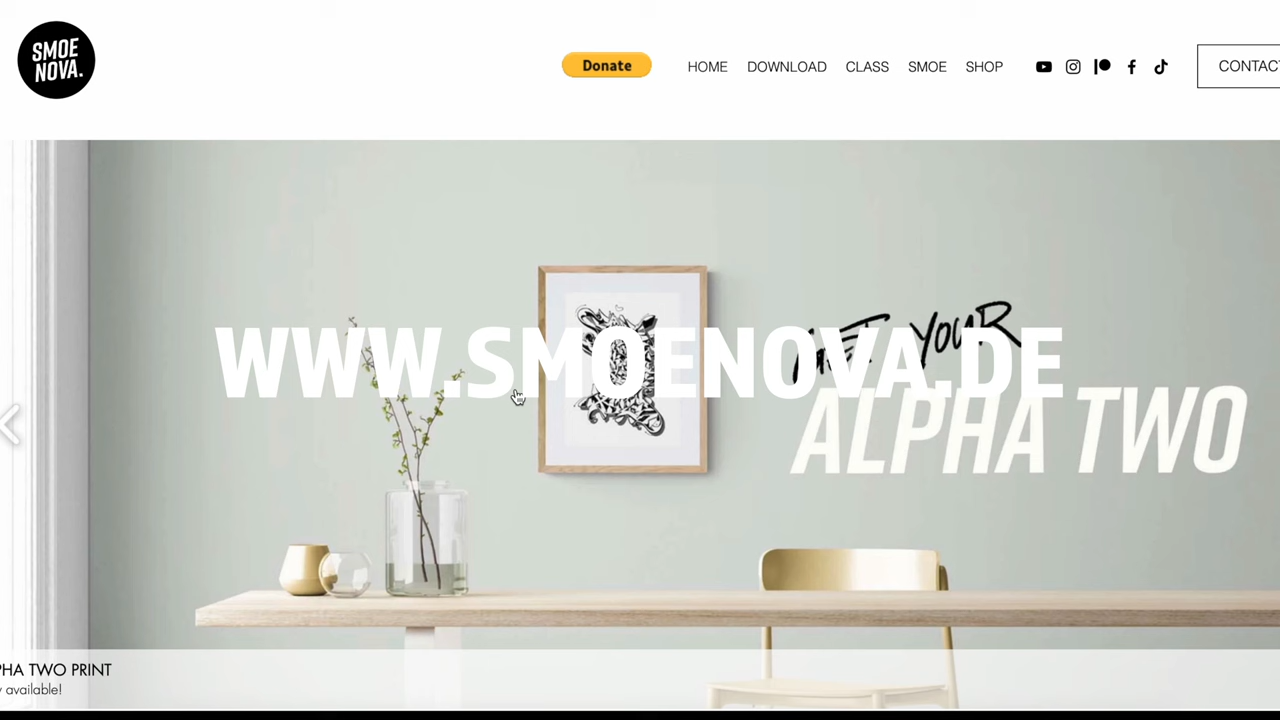 SMOE
NOVA.
Donate
HOME
DOWNLOAD
CLASS
SMOE
SHOP
CONTAC
GET YOUR
WWW.SMOENOVA.DE
ALPHA TWO
PHA TWO PRINT
available!